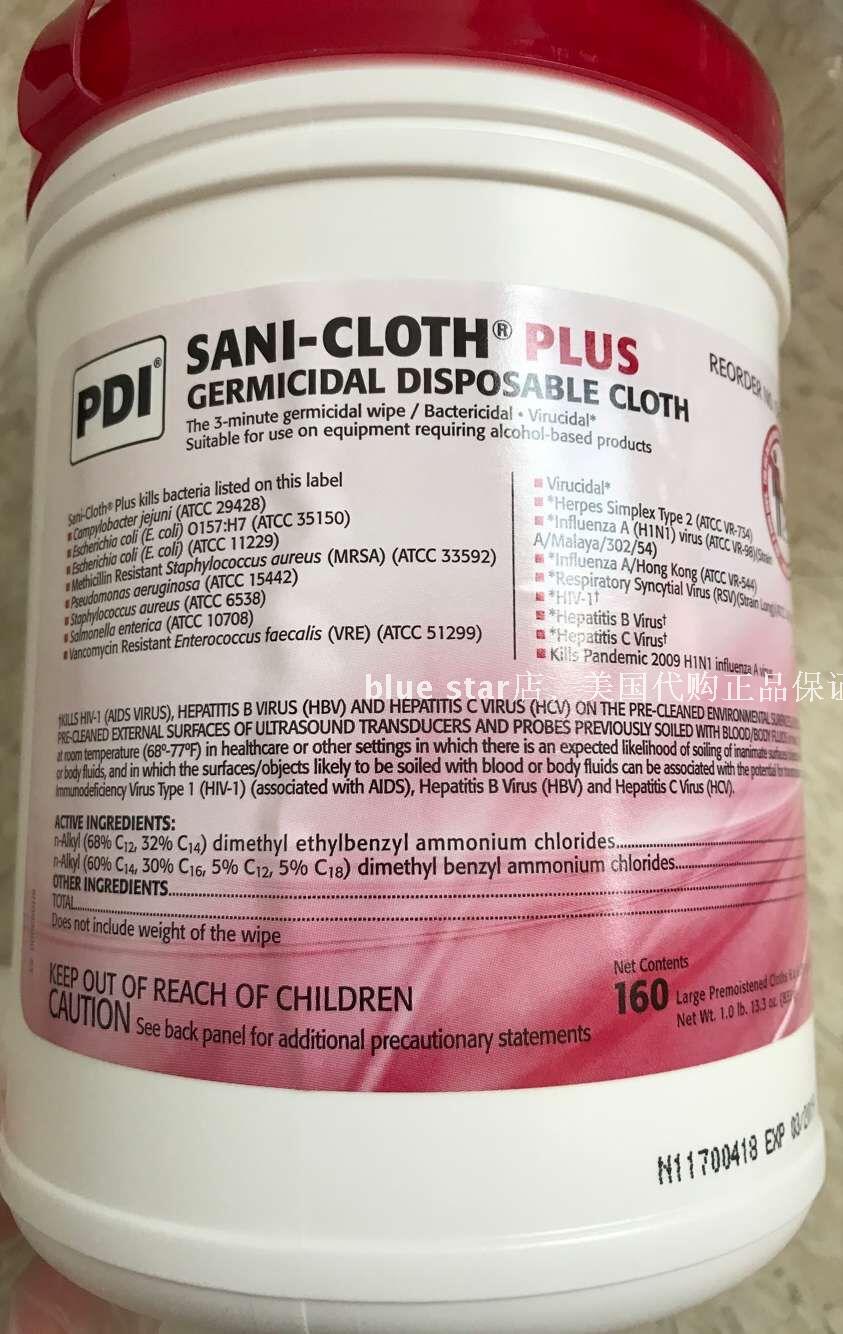 PDI®
SANI-CLOTH® PLUS
GERMICIDAL DISPOSABLE CLOTH
The 3-minute germicidal wipe / Bactericidal • Virucidal*
Suitable for use on equipment requiring alcohol-based products
REORDER NO
Sani-Cloth® Plus kills bacteria listed on this label
■ Campylobacter jejuni (ATCC 29428)
■ Escherichia coli (E. coli) O157:H7 (ATCC 35150)
■ Escherichia coli (E. coli) (ATCC 11229)
■ Methicillin Resistant Staphylococcus aureus (MRSA) (ATCC 33592)
■ Pseudomonas aeruginosa (ATCC 15442)
■ Staphylococcus aureus (ATCC 6538)
■ Salmonella enterica (ATCC 10708)
■ Vancomycin Resistant Enterococcus faecalis (VRE) (ATCC 51299)
■ Virucidal*
■ *Herpes Simplex Type 2 (ATCC VR-734)
■ *Influenza A (H1N1) virus (ATCC VR-98)(Strain
A/Malaya/302/54)
■ *Influenza A/Hong Kong (ATCC VR-544)
■ *Respiratory Syncytial Virus (RSV)(Strain Long)
■ *HIV-1†
■ *Hepatitis B Virus†
■ *Hepatitis C Virus†
■ Kills Pandemic 2009 H1N1 influenza A virus
blue star店，美国代购正品保证
†KILLS HIV-1 (AIDS VIRUS), HEPATITIS B VIRUS (HBV) AND HEPATITIS C VIRUS (HCV) ON THE PRE-CLEANED ENVIRONMENTAL SURFACES
PRE-CLEANED EXTERNAL SURFACES OF ULTRASOUND TRANSDUCERS AND PROBES PREVIOUSLY SOILED WITH BLOOD/BODY FLUIDS
at room temperature (68°-77°F) in healthcare or other settings in which there is an expected likelihood of soiling of inanimate surfaces
or body fluids, and in which the surfaces/objects likely to be soiled with blood or body fluids can be associated with the potential for
Immunodeficiency Virus Type 1 (HIV-1) (associated with AIDS), Hepatitis B Virus (HBV) and Hepatitis C Virus (HCV).
ACTIVE INGREDIENTS:
n-Alkyl (68% C12, 32% C14) dimethyl ethylbenzyl ammonium chlorides
n-Alkyl (60% C14, 30% C16, 5% C12, 5% C18) dimethyl benzyl ammonium chlorides
OTHER INGREDIENTS
TOTAL
Does not include weight of the wipe
KEEP OUT OF REACH OF CHILDREN
CAUTION See back panel for additional precautionary statements
Net Contents
160 Large Premoistened Cloths
Net Wt. 1.0 lb. 13.3 oz.
N11700418 EXP 03/